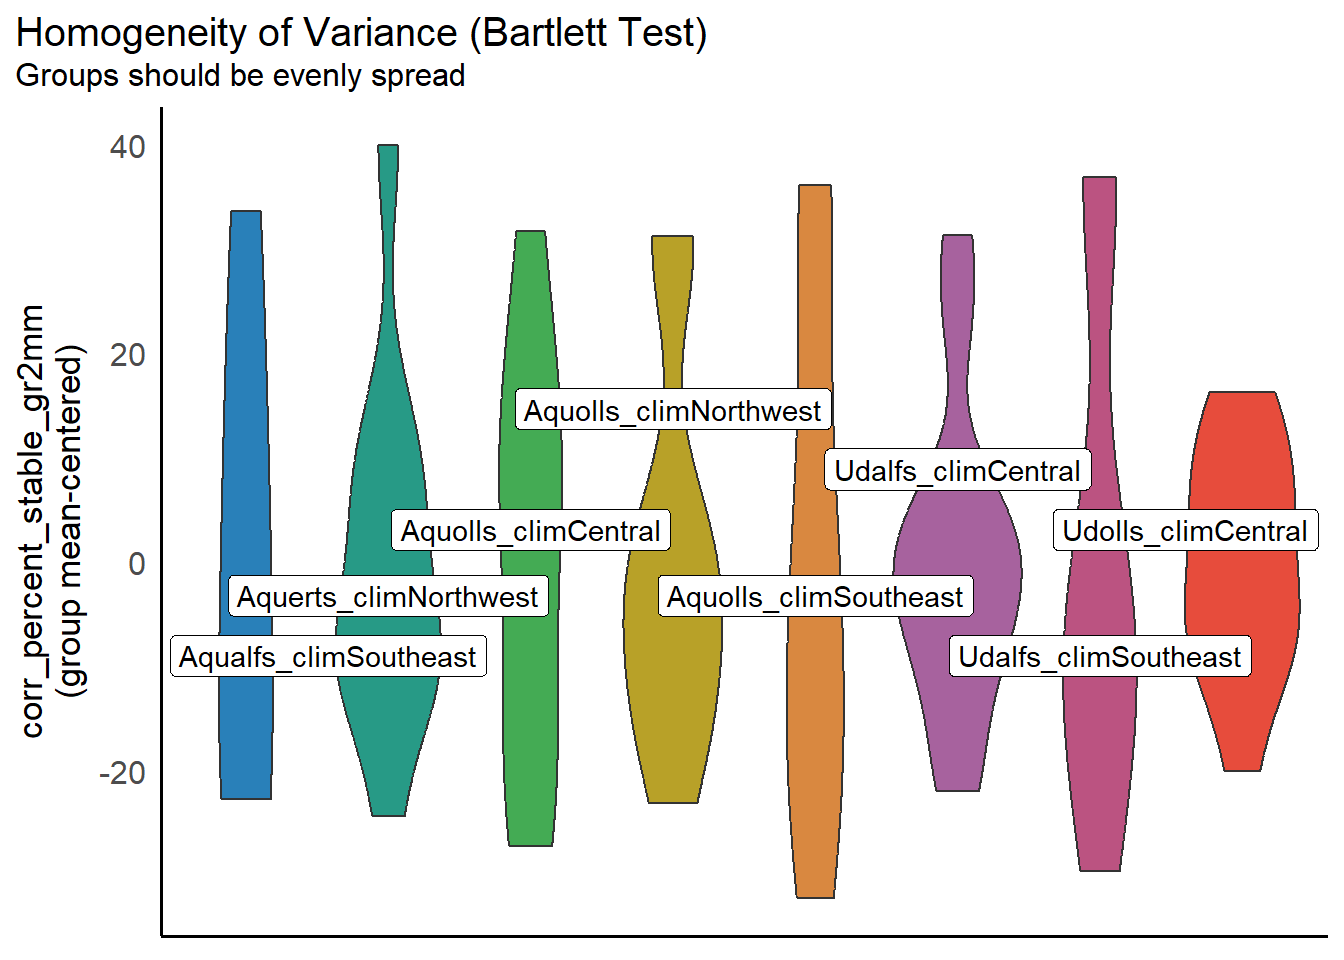 Homogeneity of Variance (Bartlett Test)
Groups should be evenly spread
corr_percent_stable_gr2mm
(group mean-centered)
40
20
0
-20
Aquolls_climNorthwest
Udalfs_climCentral
Aquolls_climCentral
Udolls_climCentral
Aquerts_climNorthwest
Aquolls_climSoutheast
Aqualfs_climSoutheast
Udalfs_climSoutheast